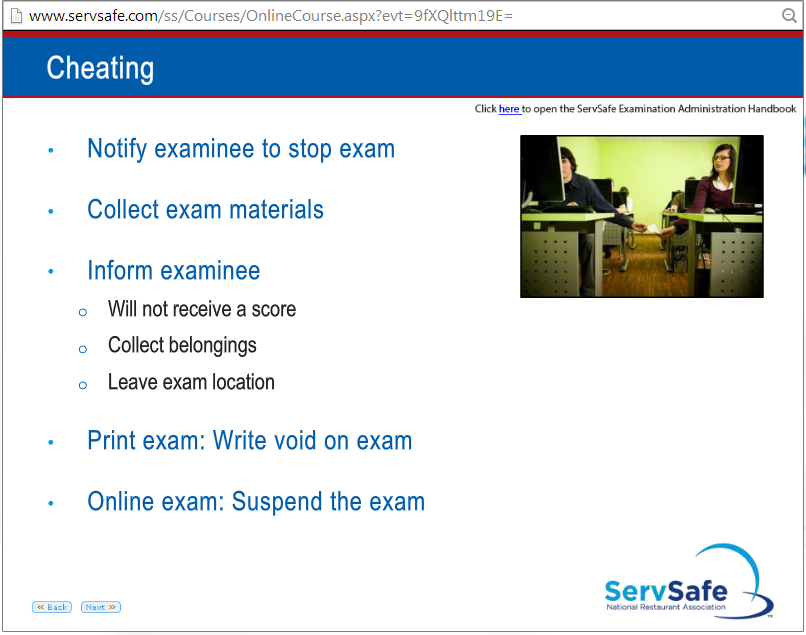 www.servsafe.com/ss/Courses/OnlineCourse.aspx?evt=9fXQlttm19E=
Cheating
Click here to open the ServSafe Examination Administration Handbook
• Notify examinee to stop exam
• Collect exam materials
• Inform examinee
o Will not receive a score
o Collect belongings
o Leave exam location
• Print exam: Write void on exam
• Online exam: Suspend the exam
ServSafe
National Restaurant Association
TM
« Back
Next »